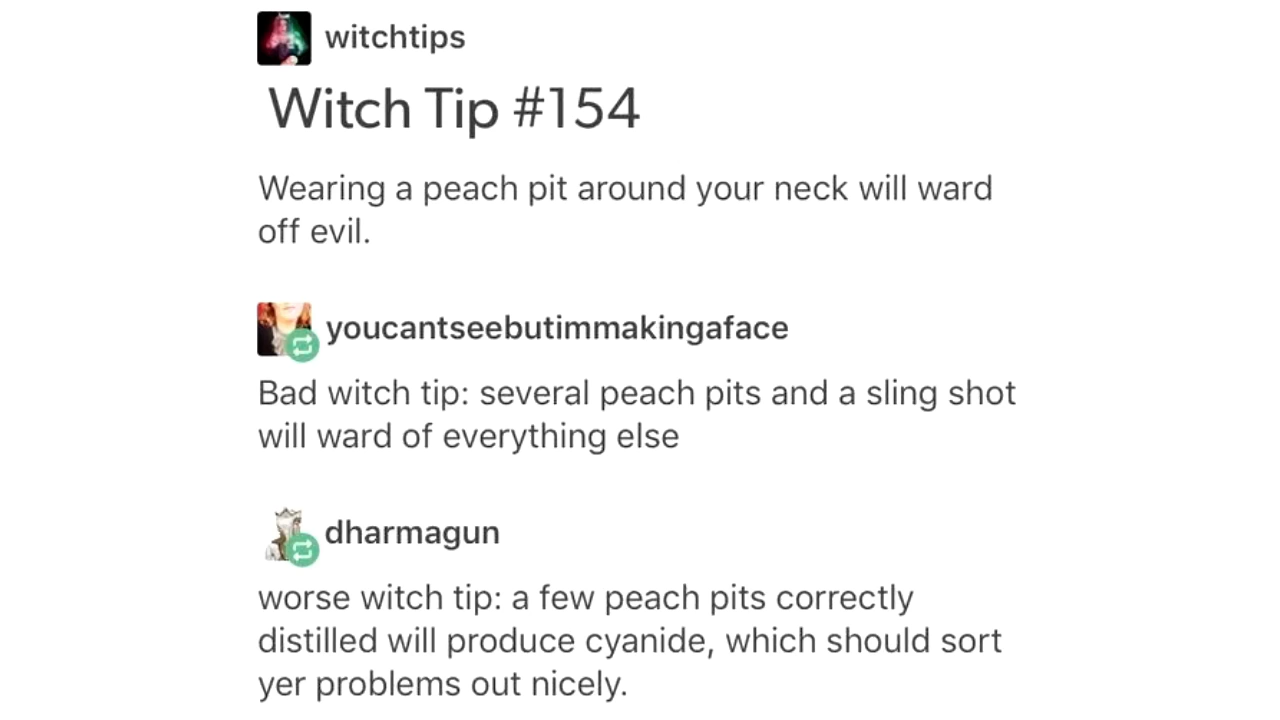 witchtips
Witch Tip #154
Wearing a peach pit around your neck will ward
off evil.
youcantseebutimmakingaface
Bad witch tip: several peach pits and a sling shot
will ward of everything else
dharmagun
worse witch tip: a few peach pits correctly
distilled will produce cyanide, which should sort
yer problems out nicely.